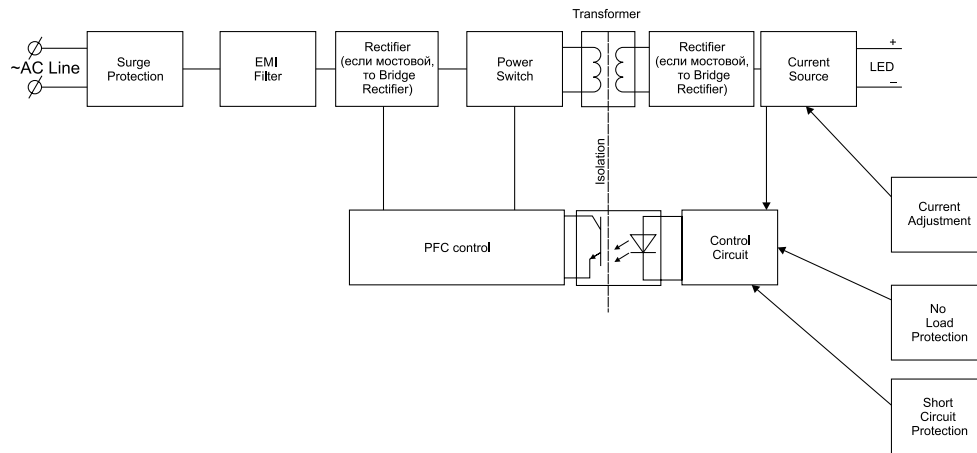 Transformer
~AC Line
Surge
Protection
EMI
Filter
Rectifier
(если мостовой,
то Bridge
Rectifier)
Power
Switch
Rectifier
(если мостовой,
то Bridge
Rectifier)
Current
Source
+
LED
–
Isolation
PFC control
Control
Circuit
Current
Adjustment
No
Load
Protection
Short
Circuit
Protection